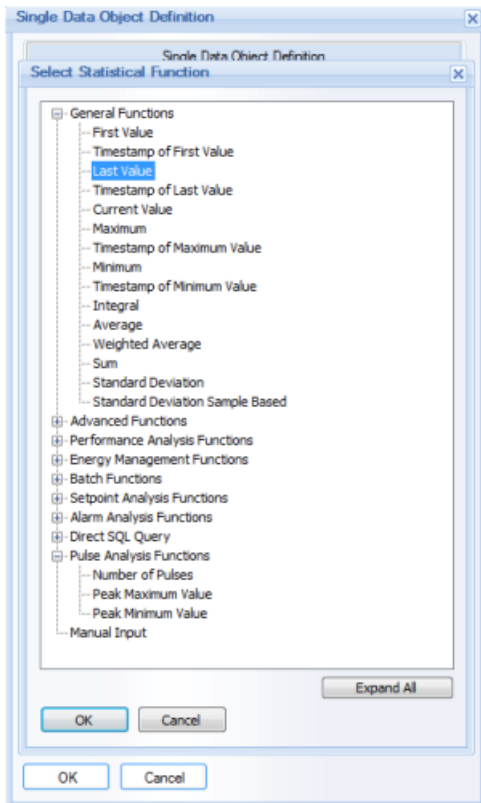 Single Data Object Definition
Single Data Object Definition
Select Statistical Function
General Functions
First Value
Timestamp of First Value
Last Value
Timestamp of Last Value
Current Value
Maximum
Timestamp of Maximum Value
Minimum
Timestamp of Minimum Value
Integral
Average
Weighted Average
Sum
Standard Deviation
Standard Deviation Sample Based
Advanced Functions
Performance Analysis Functions
Energy Management Functions
Batch Functions
Setpoint Analysis Functions
Alarm Analysis Functions
Direct SQL Query
Pulse Analysis Functions
Number of Pulses
Peak Maximum Value
Peak Minimum Value
Manual Input
Expand All
OK Cancel
OK Cancel